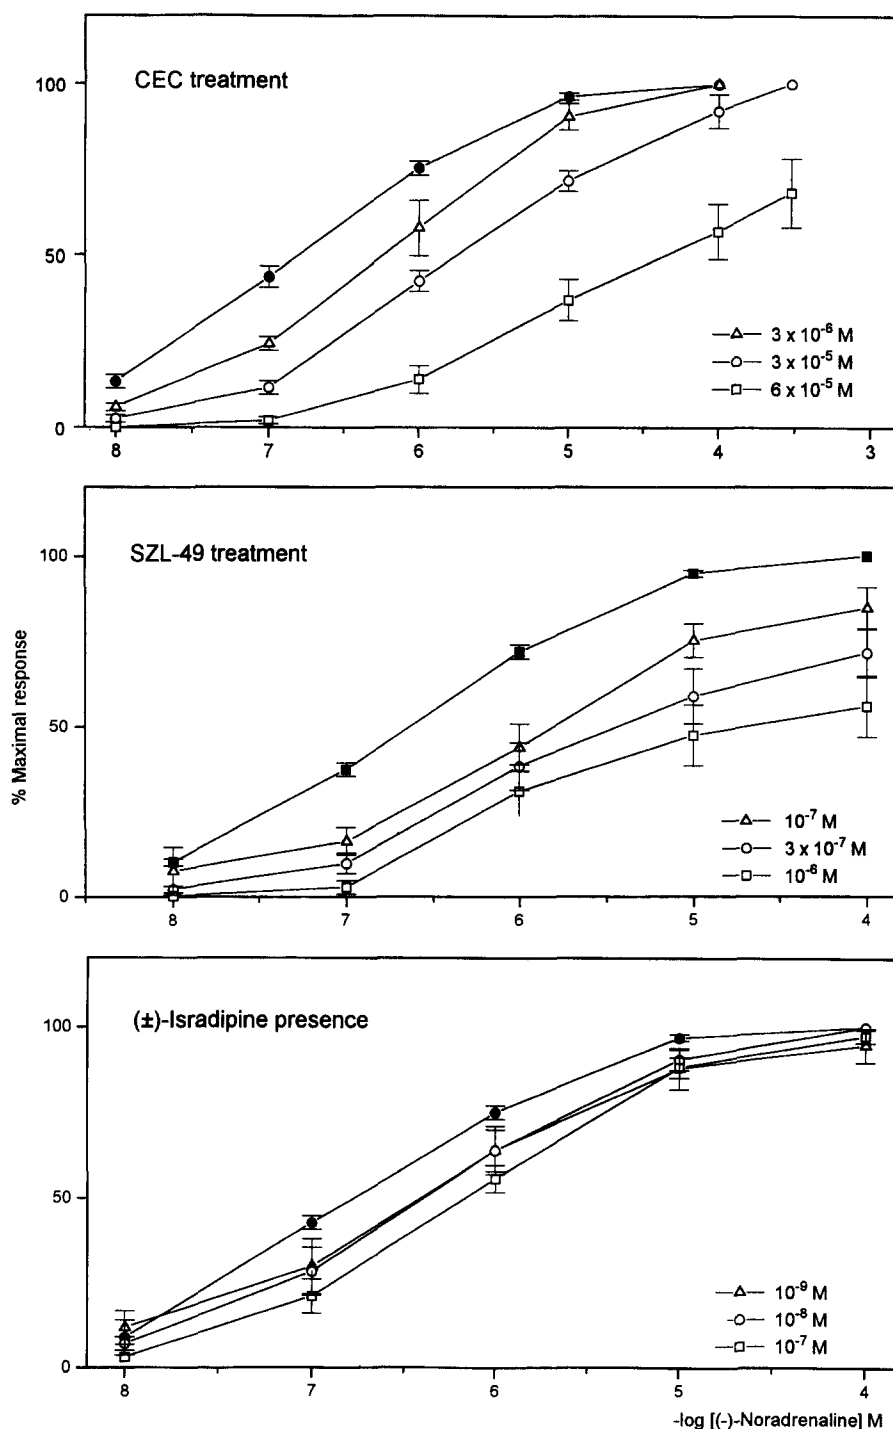 CEC treatment
100
50
0
3 x 10⁻⁶ M
3 x 10⁻⁵ M
6 x 10⁻⁵ M
8 7 6 5 4 3
SZL-49 treatment
100
50
0
10⁻⁷ M
3 x 10⁻⁷ M
10⁻⁶ M
8 7 6 5 4
% Maximal response
(±)-Isradipine presence
100
50
0
10⁻⁹ M
10⁻⁸ M
10⁻⁷ M
8 7 6 5 4
-log [(-)-Noradrenaline] M